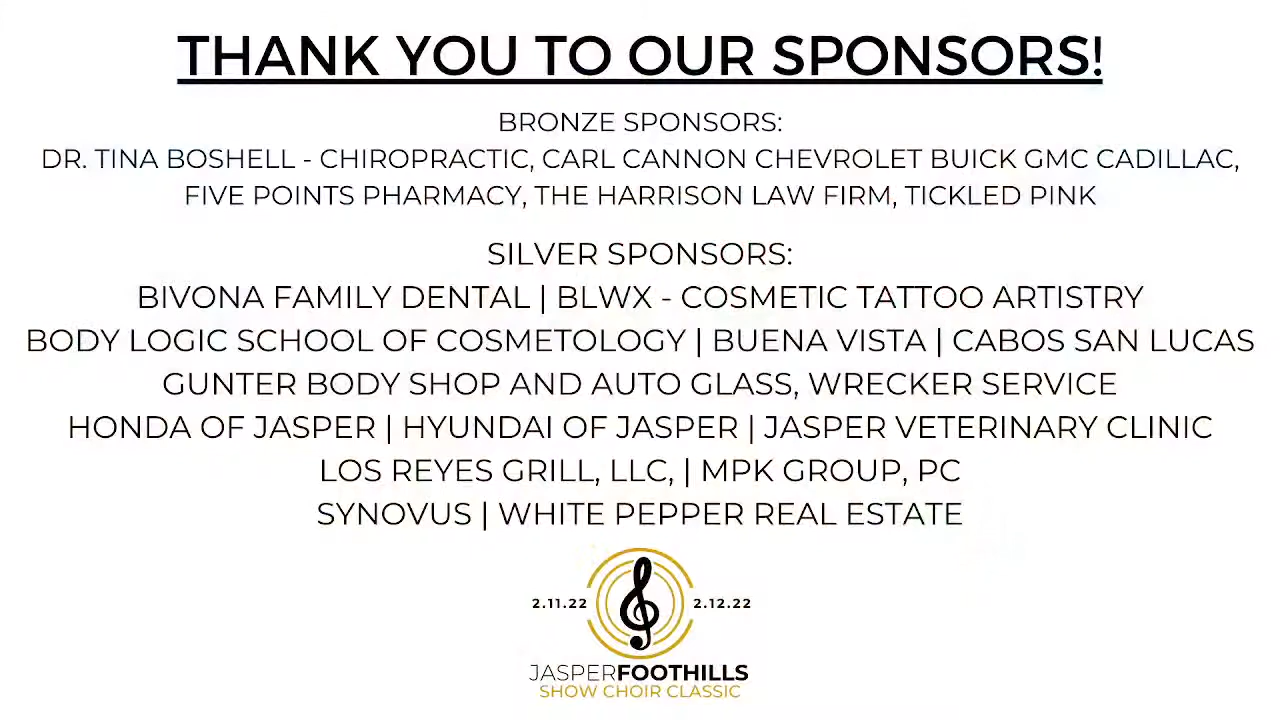 THANK YOU TO OUR SPONSORS!
BRONZE SPONSORS:
DR. TINA BOSHELL - CHIROPRACTIC, CARL CANNON CHEVROLET BUICK GMC CADILLAC,
FIVE POINTS PHARMACY, THE HARRISON LAW FIRM, TICKLED PINK
SILVER SPONSORS:
BIVONA FAMILY DENTAL | BLWX - COSMETIC TATTOO ARTISTRY
BODY LOGIC SCHOOL OF COSMETOLOGY | BUENA VISTA | CABOS SAN LUCAS
GUNTER BODY SHOP AND AUTO GLASS, WRECKER SERVICE
HONDA OF JASPER | HYUNDAI OF JASPER | JASPER VETERINARY CLINIC
LOS REYES GRILL, LLC, | MPK GROUP, PC
SYNOVUS | WHITE PEPPER REAL ESTATE
2.11.22 2.12.22
JASPERFOOTHILLS
SHOW CHOIR CLASSIC